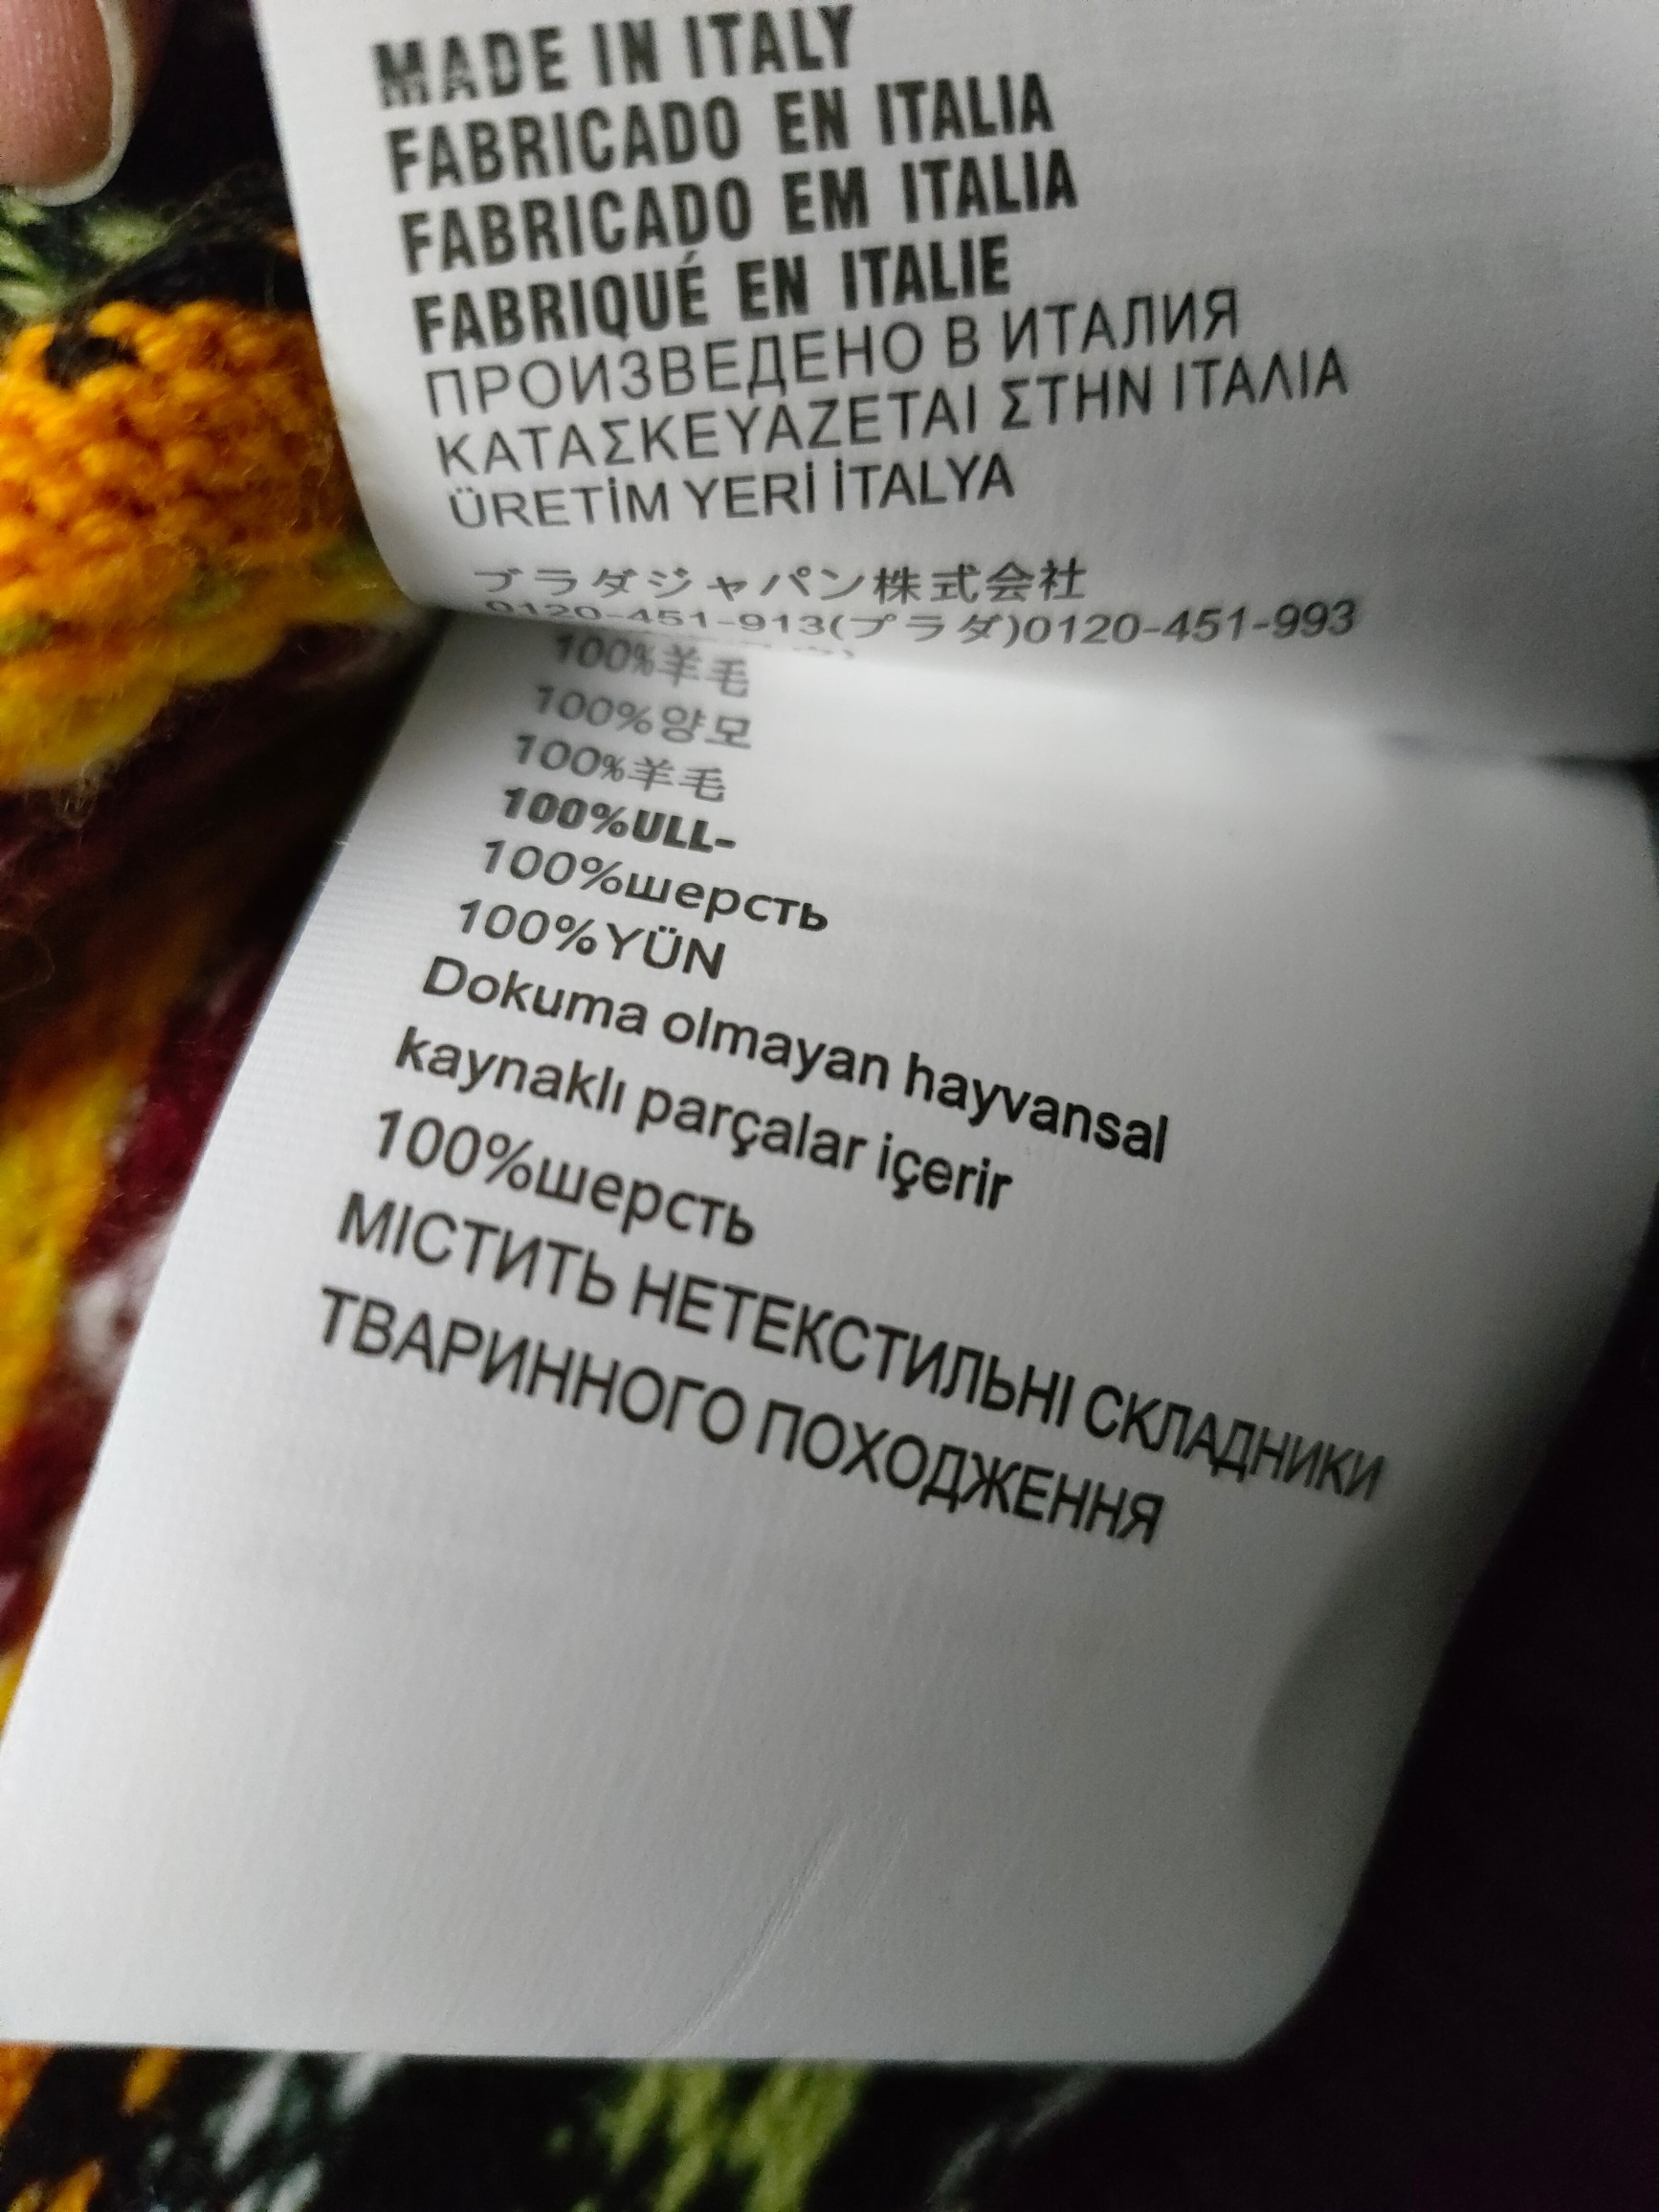 MADE IN ITALY
FABRICADO EN ITALIA
FABRICADO EM ITALIA
FABRIQUÉ EN ITALIE
ПРОИЗВЕДЕНО В ИТАЛИЯ
ΚΑΤΑΣΚΕΥΑΖΕΤΑΙ ΣΤΗΝ ΙΤΑΛΙΑ
ÜRETİM YERİ İTALYA
プラダジャパン株式会社
0120-451-913(プラダ)0120-451-993
100%羊毛
100%양모
100%羊毛
100%ULL-
100%шерсть
100%YÜN
Dokuma olmayan hayvansal
kaynaklı parçalar içerir
100%шерсть
МІСТИТЬ НЕТЕКСТИЛЬНІ СКЛАДНИКИ
ТВАРИННОГО ПОХОДЖЕННЯ